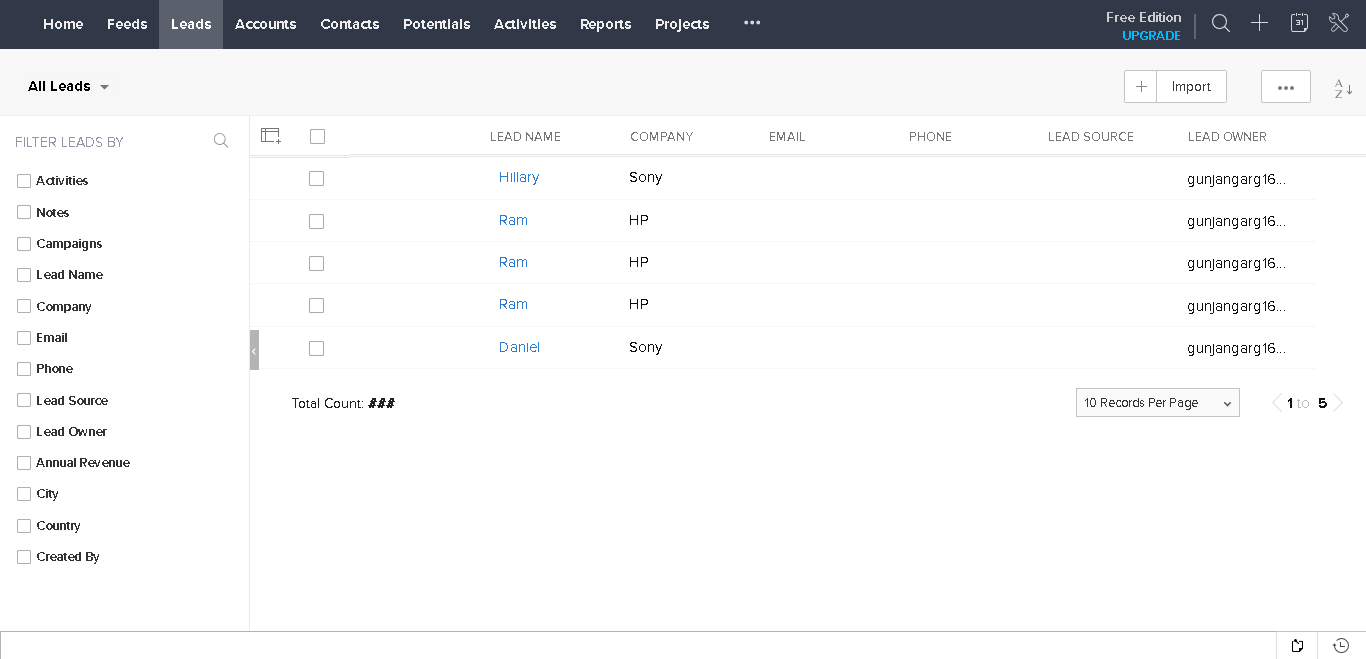 Home Feeds Leads Accounts Contacts Potentials Activities Reports Projects ••• Free Edition
UPGRADE
31
All Leads
Import •••
A
Z
FILTER LEADS BY
Activities
Notes
Campaigns
Lead Name
Company
Email
Phone
Lead Source
Lead Owner
Annual Revenue
City
Country
Created By
LEAD NAME COMPANY EMAIL PHONE LEAD SOURCE LEAD OWNER
Hillary Sony gunjangarg16...
Ram HP gunjangarg16...
Ram HP gunjangarg16...
Ram HP gunjangarg16...
Daniel Sony gunjangarg16...
Total Count: ### 10 Records Per Page 1 to 5